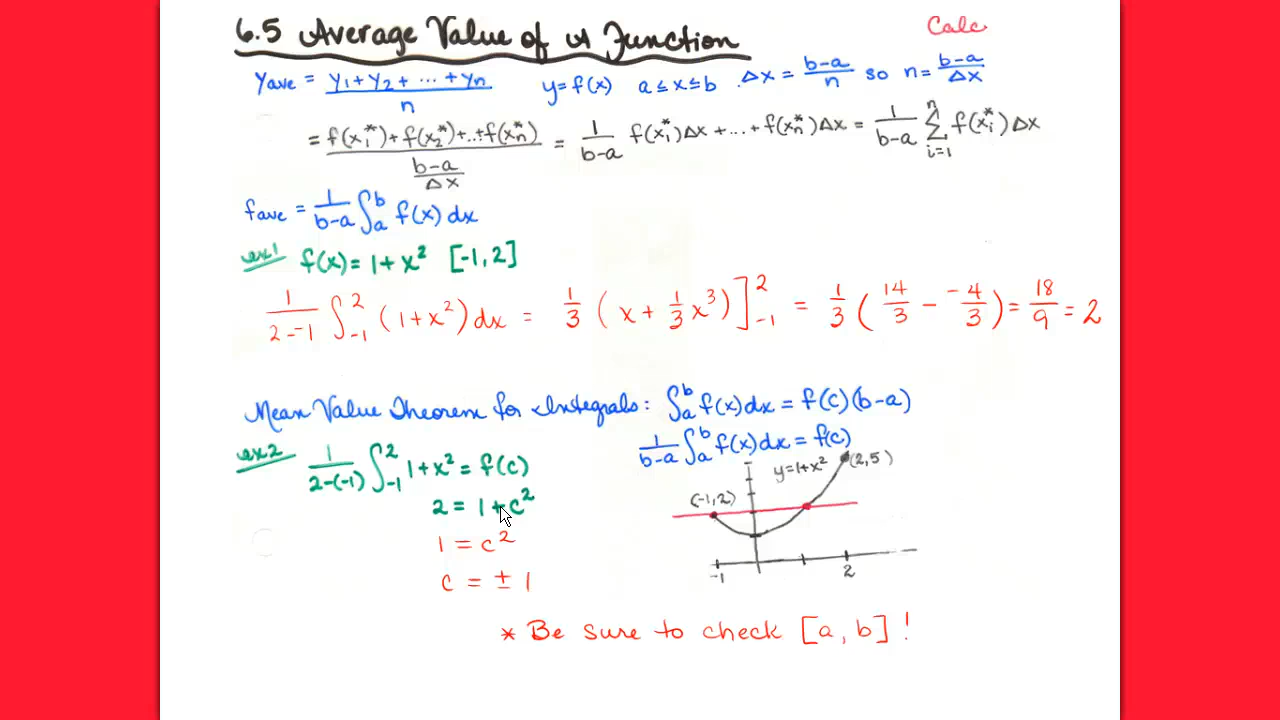 6.5 Average Value of a Function
Calc
y_ave = (y₁ + y₂ + ... + yₙ)/n   y = f(x)   a ≤ x ≤ b   . Δx = (b-a)/n so n = (b-a)/Δx
= (f(x₁*) + f(x₂*) + ... + f(xₙ*))/((b-a)/Δx) = 1/(b-a) f(xᵢ*)Δx + ... + f(xₙ*)Δx = 1/(b-a) Σ_{i=1}^{n} f(xᵢ*) Δx
f_ave = 1/(b-a) ∫_a^b f(x) dx
ex1 f(x) = 1 + x² [-1, 2]
1/(2--1) ∫_{-1}^{2} (1+x²) dx = 1/3 (x + 1/3 x³)]_{-1}^{2} = 1/3 (14/3 - -4/3) = 18/9 = 2
Mean Value Theorem for Integrals: ∫_a^b f(x) dx = f(c)(b-a)
1/(b-a) ∫_a^b f(x) dx = f(c)
ex2 1/(2-(-1)) ∫_{-1}^{2} 1+x² = f(c)
2 = 1 + c²
1 = c²
c = ± 1
y=1+x²
(2,5)
(-1,2)
-1
2
* Be sure to check [a, b] !